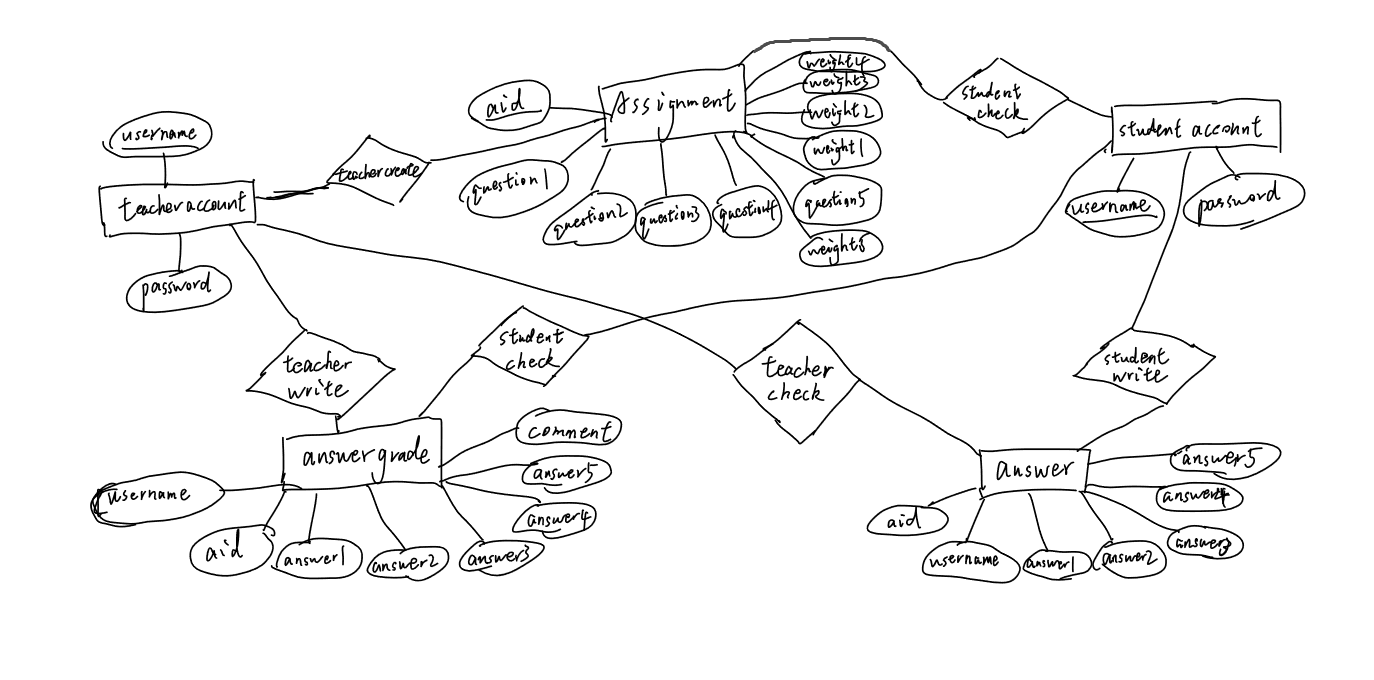 weight4
weight3
aid
Assignment
weight2
student
check
username
student account
weight1
teachercreate
question1
question5
teacheraccount
question2
question3
question4
username
password
weight5
password
student
check
teacher
write
teacher
check
student
write
comment
answergrade
answer5
username
answer4
aid
answer1
answer2
answer3
answer
answer5
answer4
aid
answer3
username
answer1
answer2